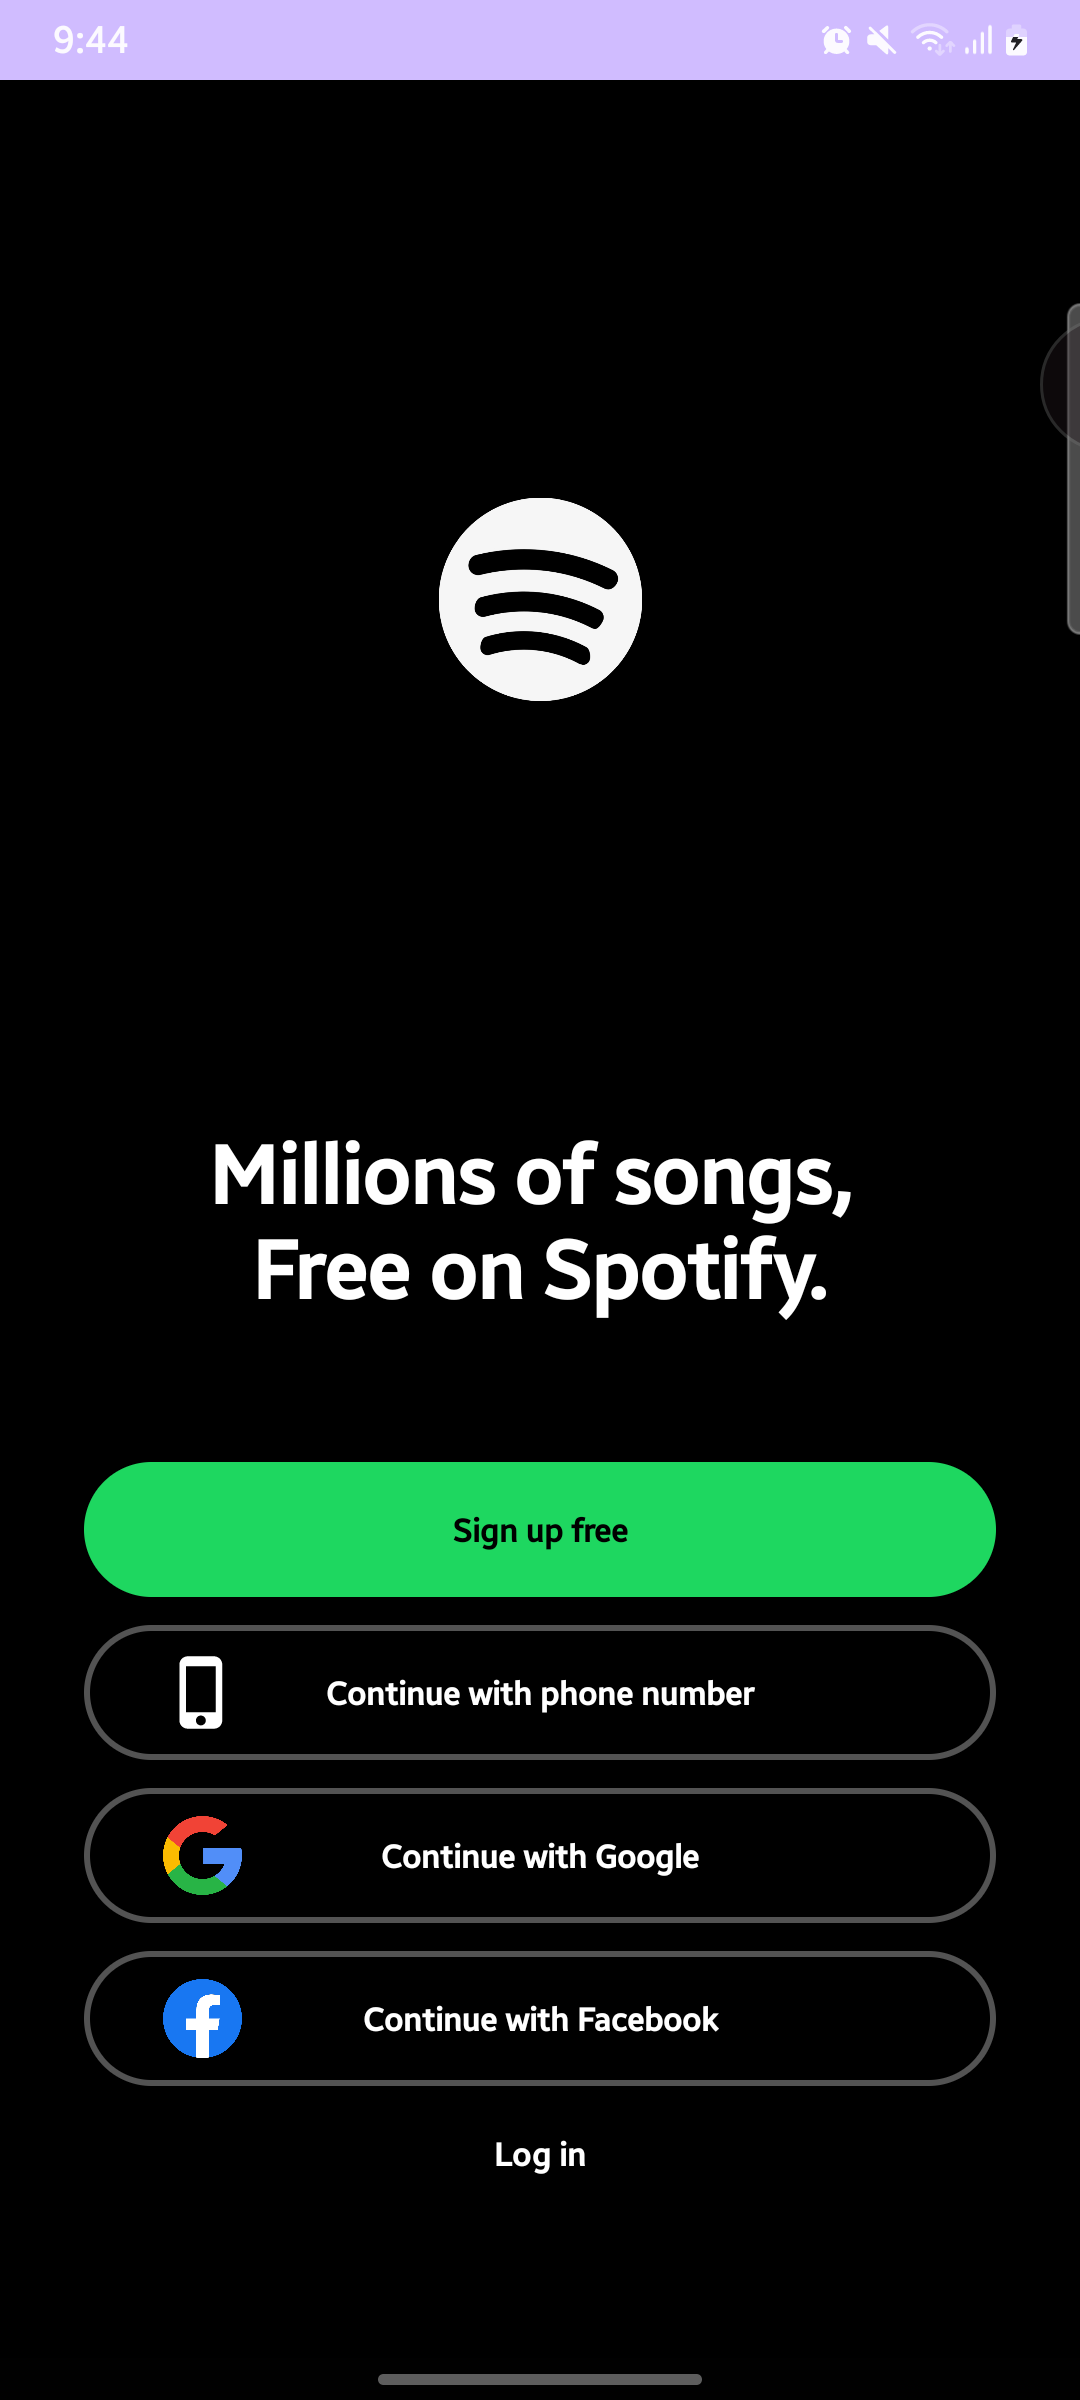 9:44
Millions of songs,
Free on Spotify.
Sign up free
Continue with phone number
Continue with Google
Continue with Facebook
Log in